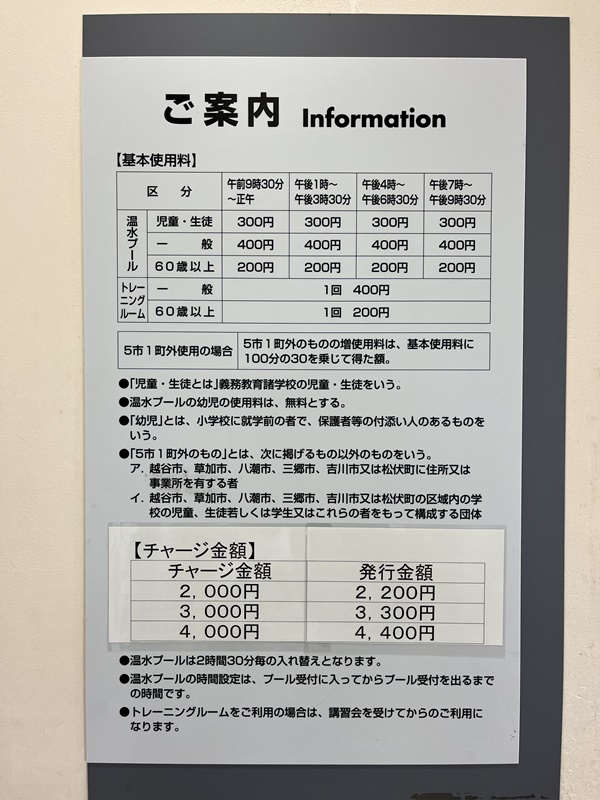 ご案内 Information
【基本使用料】
区 分 午前9時30分～正午 午後1時～午後3時30分 午後4時～午後6時30分 午後7時～午後9時30分
温水プール 児童・生徒 300円 300円 300円 300円
一 般 400円 400円 400円 400円
60歳以上 200円 200円 200円 200円
トレーニングルーム 一 般 1回 400円
60歳以上 1回 200円
5市1町外使用の場合 5市1町外のものの増使用料は、基本使用料に
100分の30を乗じて得た額。
●「児童・生徒とは」義務教育諸学校の児童・生徒をいう。
●温水プールの幼児の使用料は、無料とする。
●「幼児」とは、小学校に就学前の者で、保護者等の付添い人のあるものを
いう。
●「5市1町外のもの」とは、次に掲げるもの以外のものをいう。
ア. 越谷市、草加市、八潮市、三郷市、吉川市又は松伏町に住所又は
事業所を有する者
イ. 越谷市、草加市、八潮市、三郷市、吉川市又は松伏町の区域内の学
校の児童、生徒若しくは学生又はこれらの者をもって構成する団体
【チャージ金額】
チャージ金額 発行金額
2，000円 2，200円
3，000円 3，300円
4，000円 4，400円
●温水プールは2時間30分毎の入れ替えとなります。
●温水プールの時間設定は、プール受付に入ってからプール受付を出るまで
の時間です。
●トレーニングルームをご利用の場合は、講習会を受けてからのご利用に
なります。